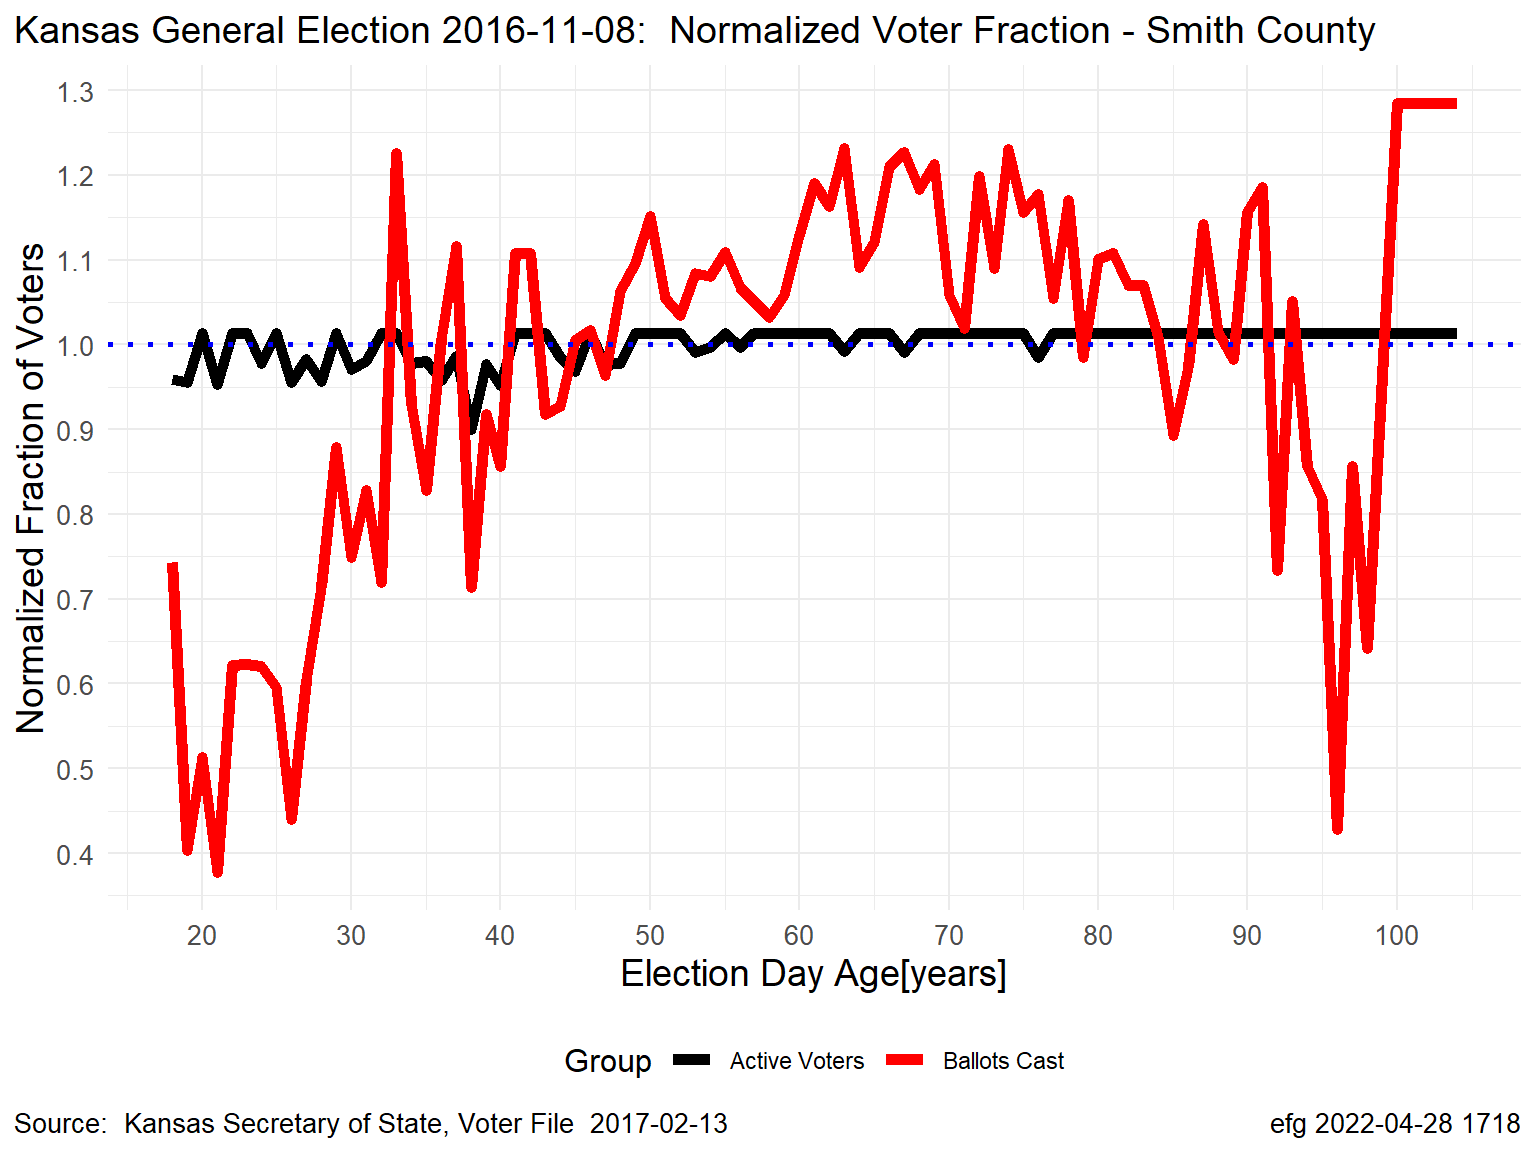 Kansas General Election 2016-11-08:  Normalized Voter Fraction - Smith County
Normalized Fraction of Voters
1.3
1.2
1.1
1.0
0.9
0.8
0.7
0.6
0.5
0.4
20 30 40 50 60 70 80 90 100
Election Day Age[years]
Group Active Voters Ballots Cast
Source:  Kansas Secretary of State, Voter File  2017-02-13
efg 2022-04-28 1718